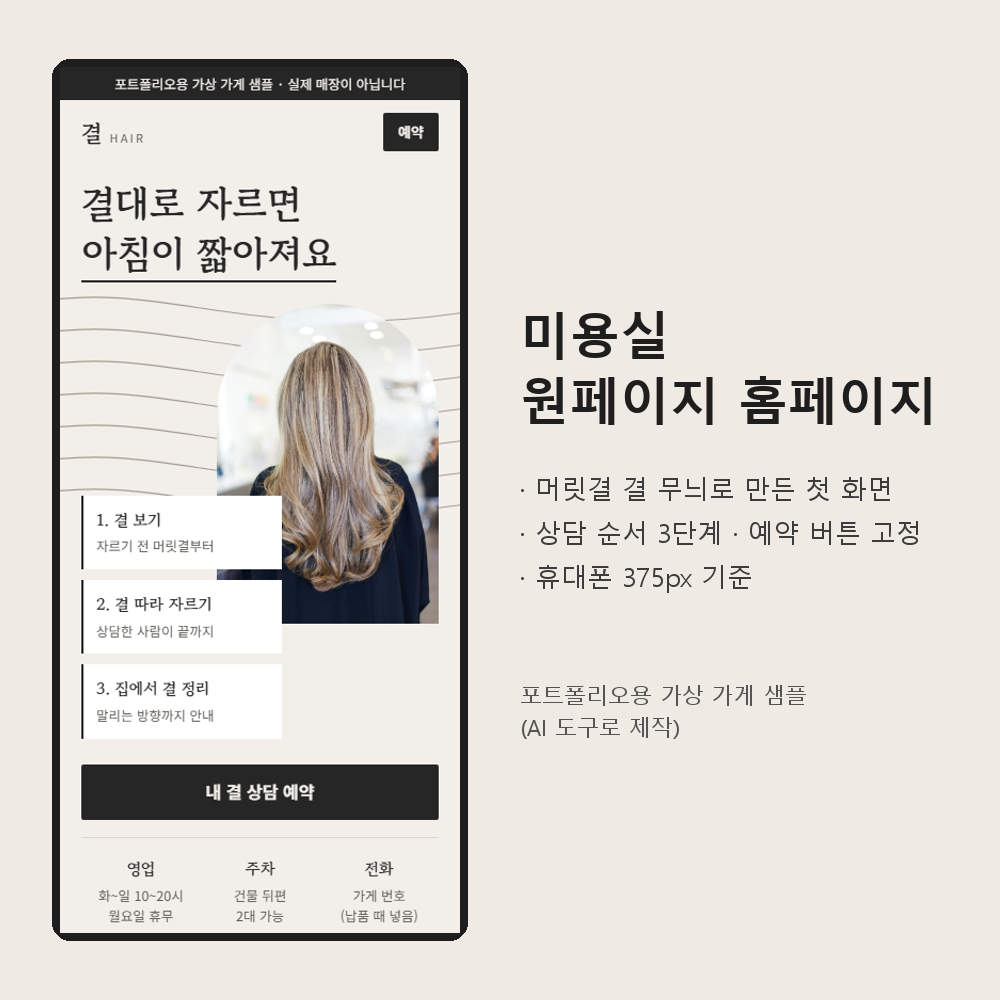 포트폴리오용 가상 가게 샘플 · 실제 매장이 아닙니다
결 HAIR
예약
결대로 자르면
아침이 짧아져요
1. 결 보기
자르기 전 머릿결부터
2. 결 따라 자르기
상담한 사람이 끝까지
3. 집에서 결 정리
말리는 방향까지 안내
내 결 상담 예약
영업
화~일 10~20시
월요일 휴무
주차
건물 뒤편
2대 가능
전화
가게 번호
(납품 때 넣음)
미용실
원페이지 홈페이지
· 머릿결 결 무늬로 만든 첫 화면
· 상담 순서 3단계 · 예약 버튼 고정
· 휴대폰 375px 기준
포트폴리오용 가상 가게 샘플
(AI 도구로 제작)